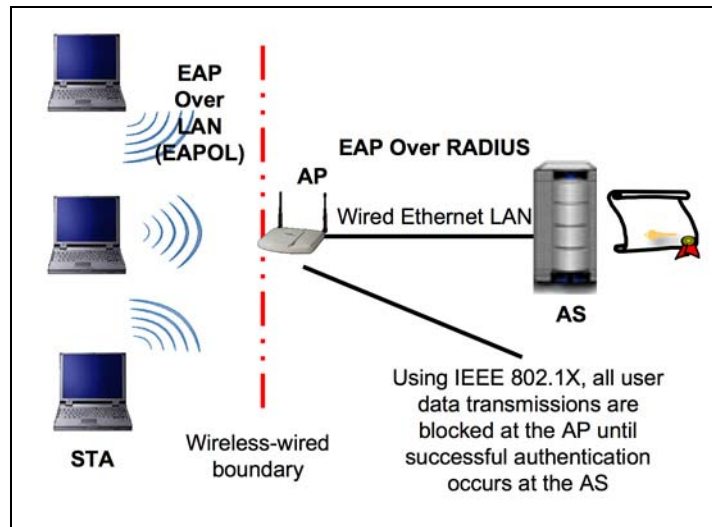 EAP
Over
LAN
(EAPOL)
EAP Over RADIUS
AP
Wired Ethernet LAN
AS
STA
Wireless-wired
boundary
Using IEEE 802.1X, all user
data transmissions are
blocked at the AP until
successful authentication
occurs at the AS